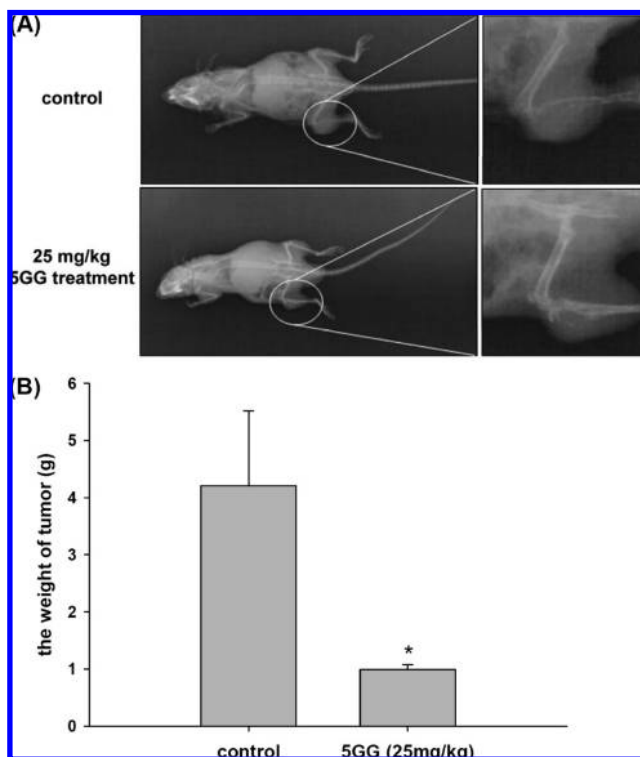 (A)
control
25 mg/kg
5GG treatment
(B)
the weight of tumor (g)
6
5
4
3
2
1
0
*
control
5GG (25mg/kg)